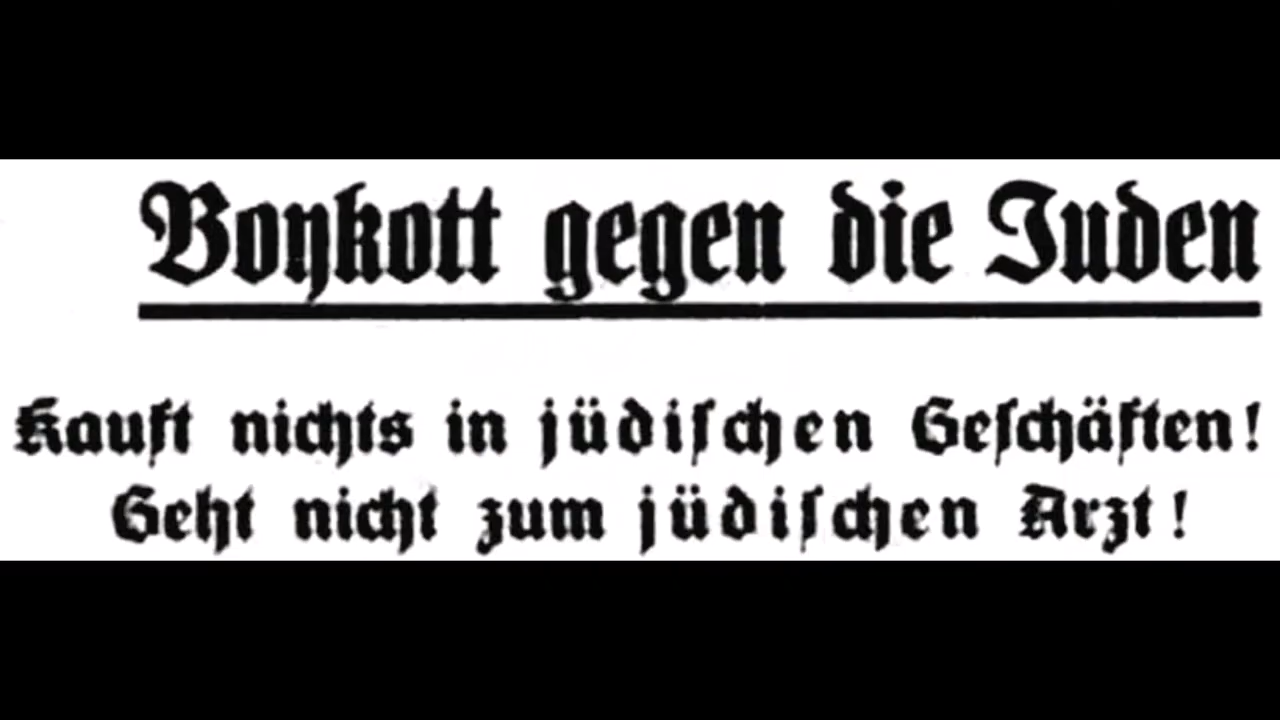 Boykott gegen die Juden
Kauft nichts in jüdischen Geschäften!
Geht nicht zum jüdischen Arzt!